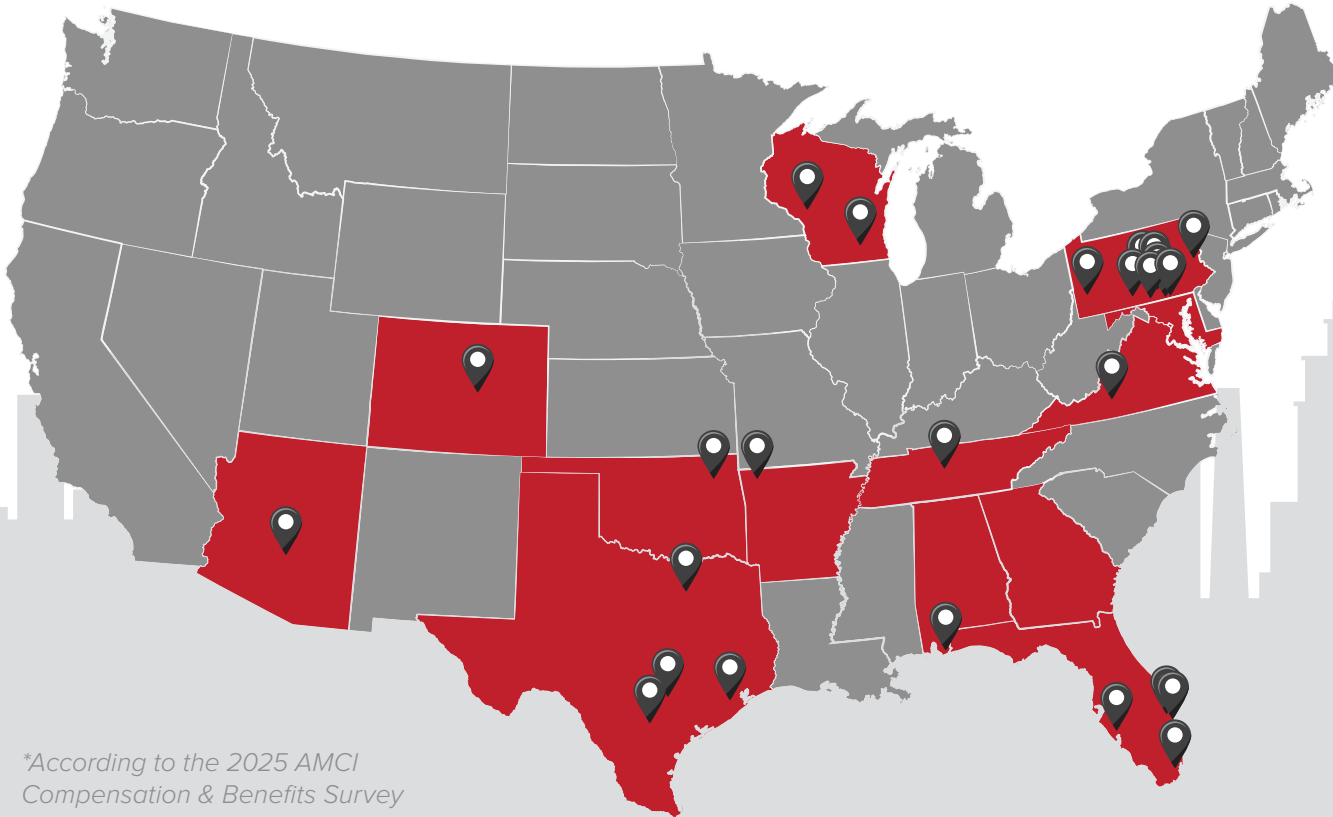 *According to the 2025 AMCI
Compensation & Benefits Survey